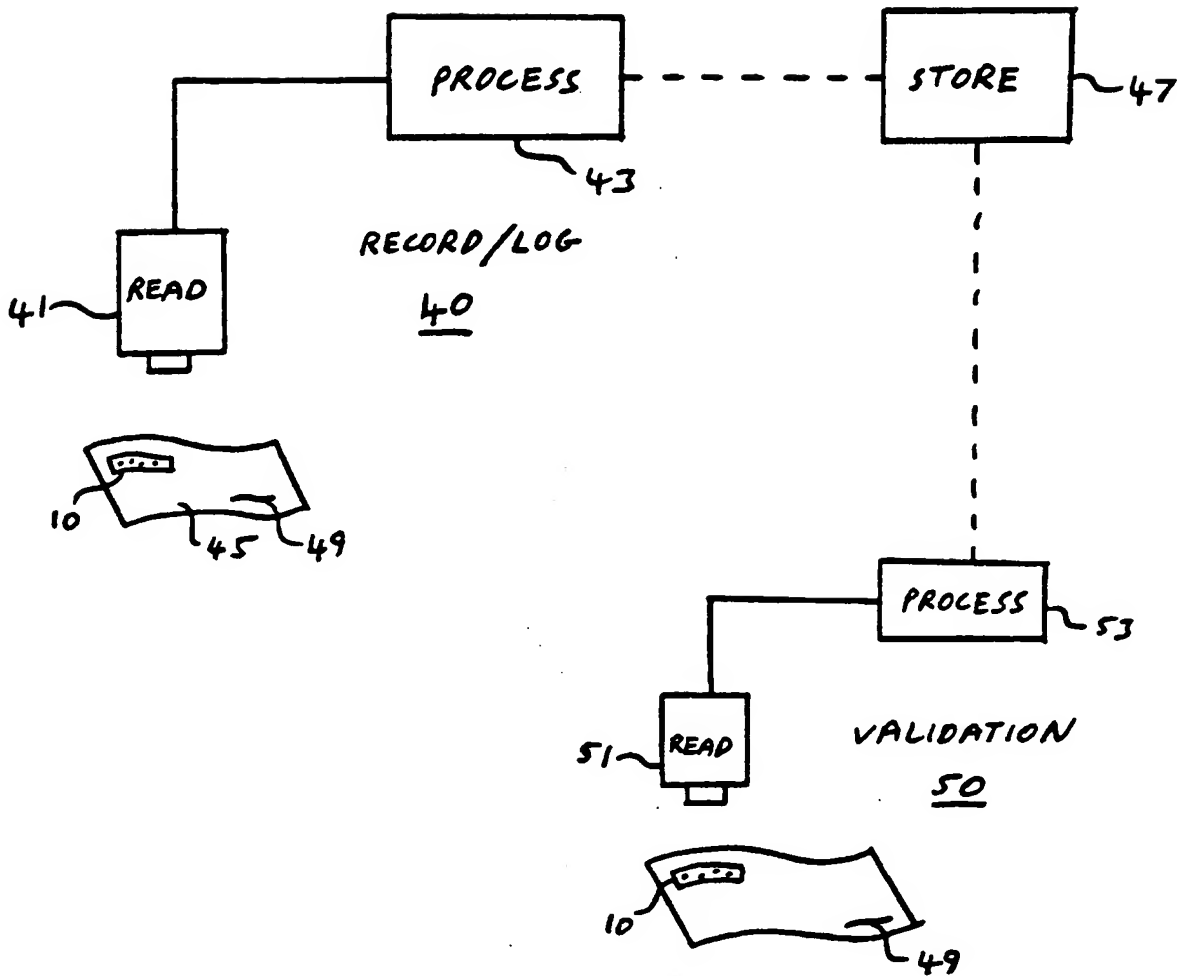 PROCESS
STORE
47
43
RECORD/LOG
40
READ
41
10
45
49
PROCESS
53
READ
51
VALIDATION
50
10
49